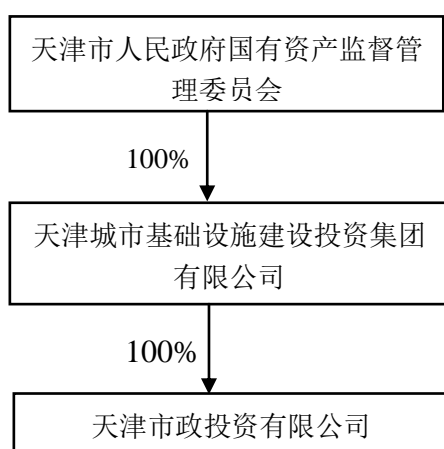 天津市人民政府国有资产监督管
理委员会
100%
天津城市基础设施建设投资集团
有限公司
100%
天津市政投资有限公司